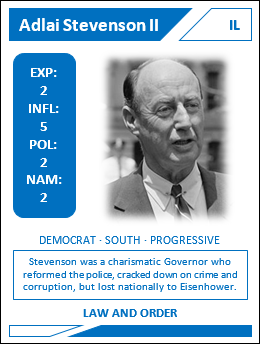 Adlai Stevenson II
IL
EXP:
2
INFL:
5
POL:
2
NAM:
2
DEMOCRAT · SOUTH · PROGRESSIVE
Stevenson was a charismatic Governor who
reformed the police, cracked down on crime and
corruption, but lost nationally to Eisenhower.
LAW AND ORDER